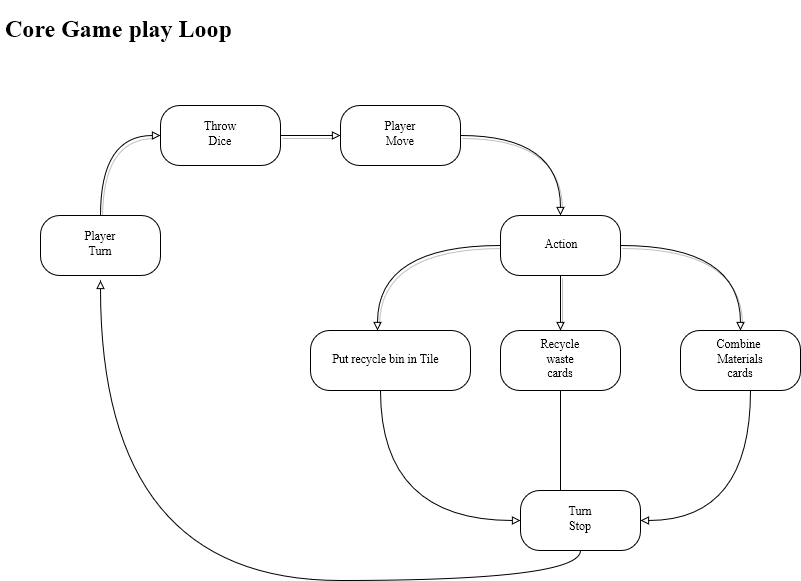 Core Game play Loop
Throw
Dice
Player
Move
Player
Turn
Action
Put recycle bin in Tile
Recycle
waste
cards
Combine
Materials
cards
Turn
Stop